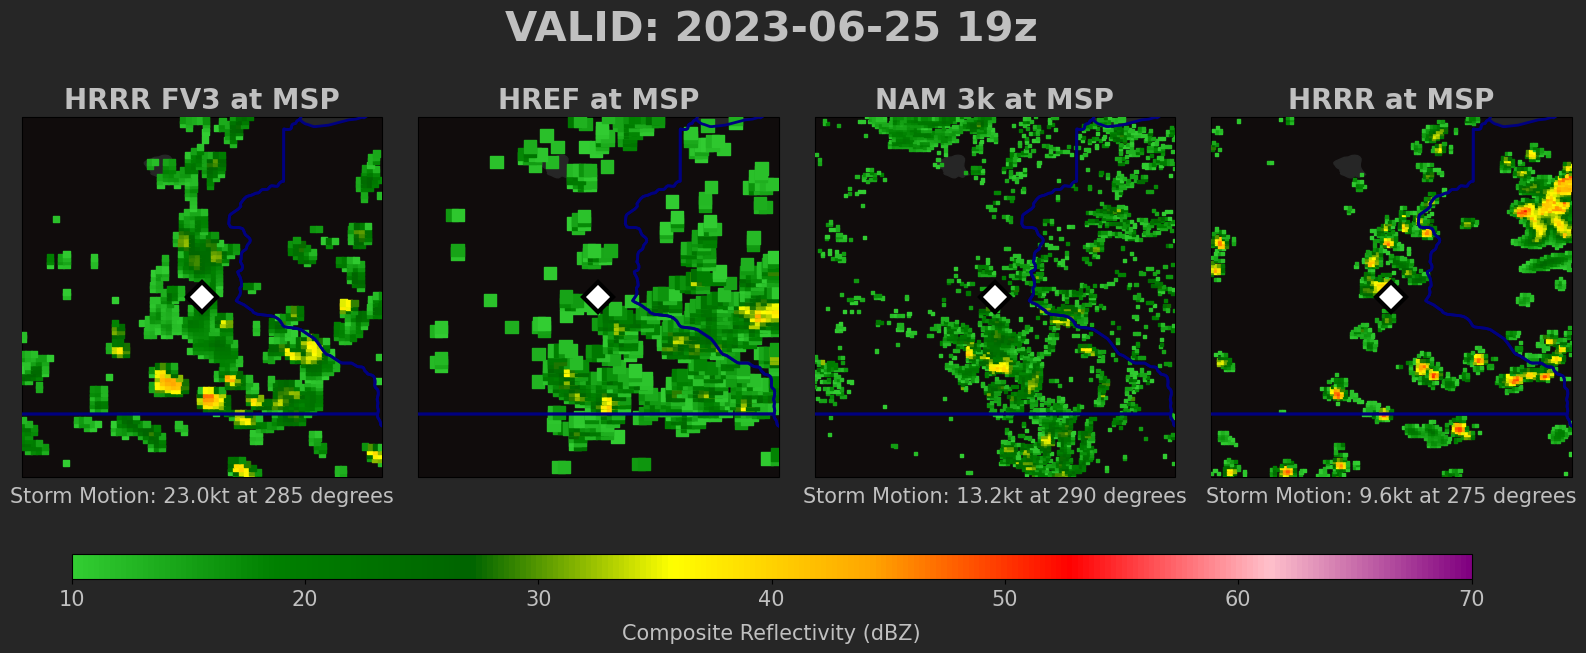 VALID: 2023-06-25 19z
HRRR FV3 at MSP
HREF at MSP
NAM 3k at MSP
HRRR at MSP
Storm Motion: 23.0kt at 285 degrees
Storm Motion: 13.2kt at 290 degrees
Storm Motion: 9.6kt at 275 degrees
10 20 30 40 50 60 70
Composite Reflectivity (dBZ)